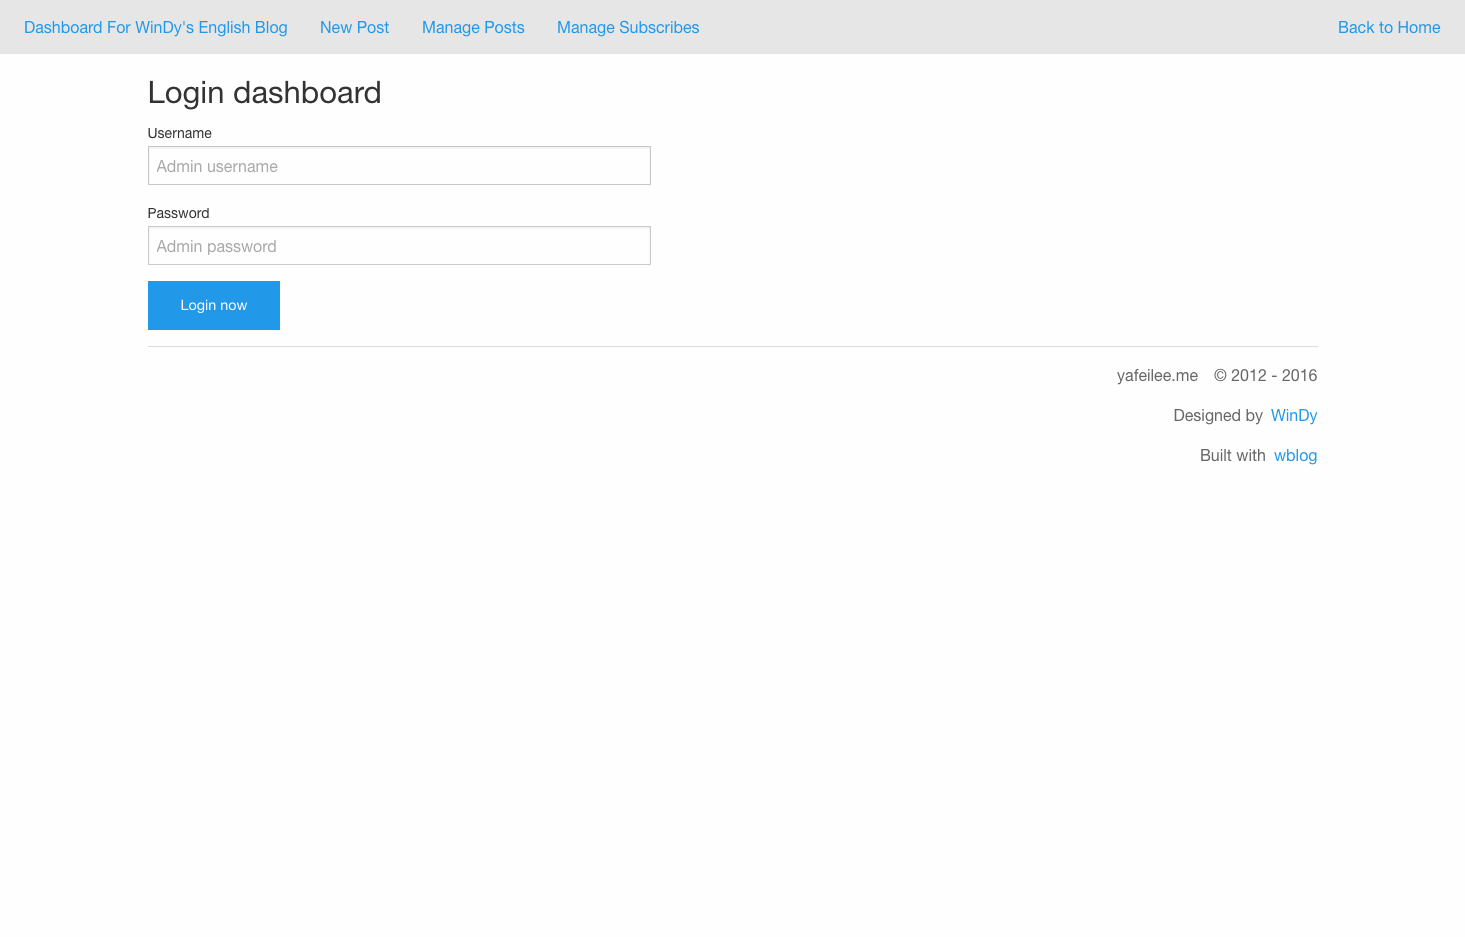 Dashboard For WinDy's English Blog New Post Manage Posts Manage Subscribes Back to Home
Login dashboard
Username
Admin username
Password
Admin password
Login now
yafeilee.me © 2012 - 2016
Designed by WinDy
Built with wblog